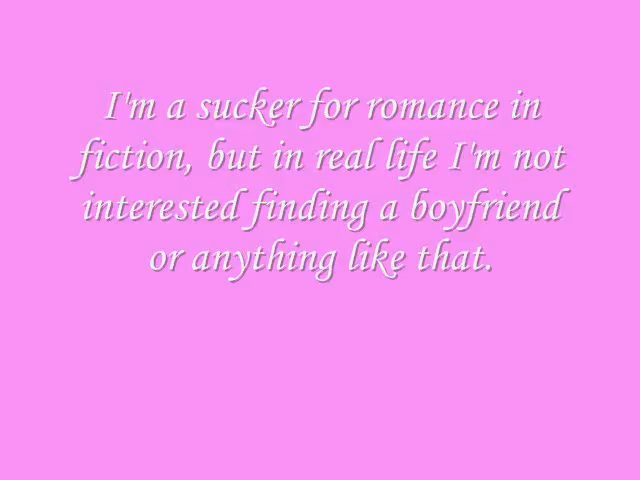 I'm a sucker for romance in
fiction, but in real life I'm not
interested finding a boyfriend
or anything like that.